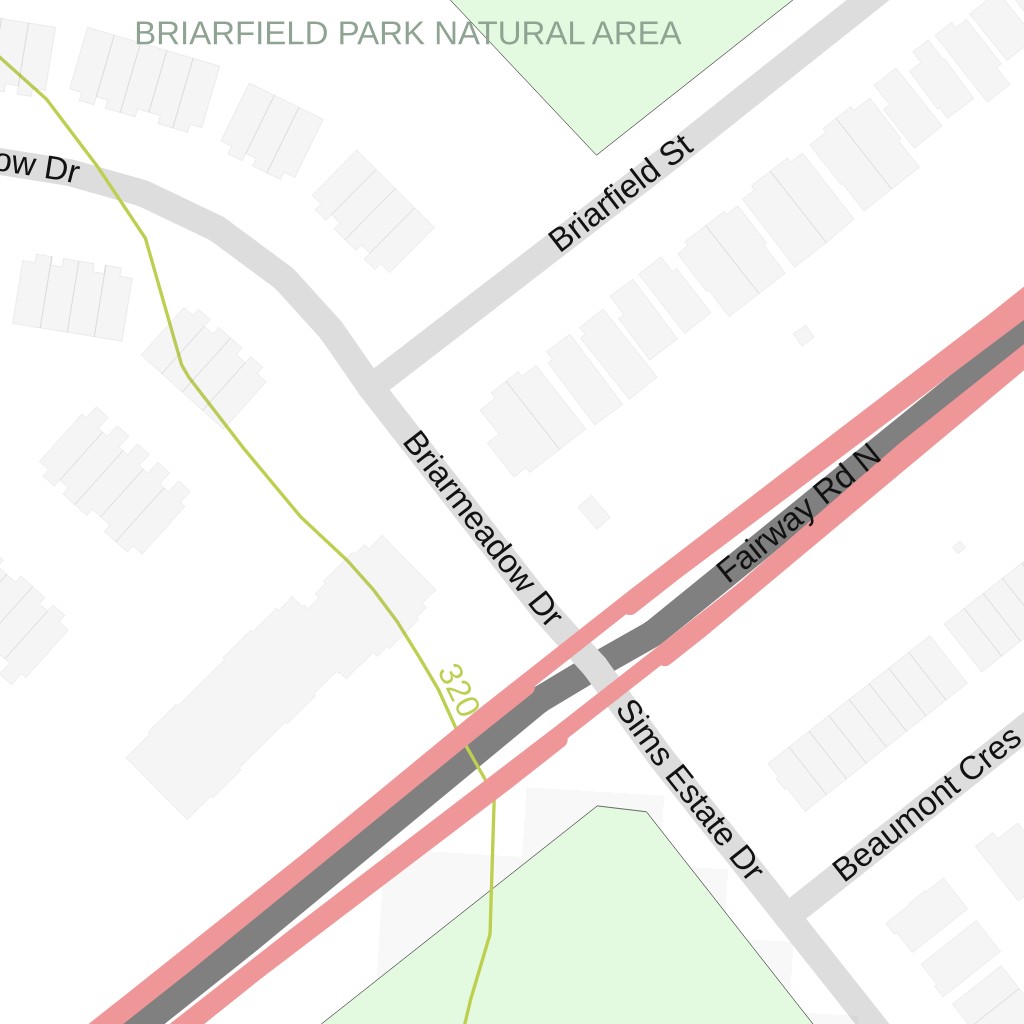 BRIARFIELD PARK NATURAL AREA
ow Dr
Briarfield St
Briarmeadow Dr
Fairway Rd N
320
Sims Estate Dr
Beaumont Cres